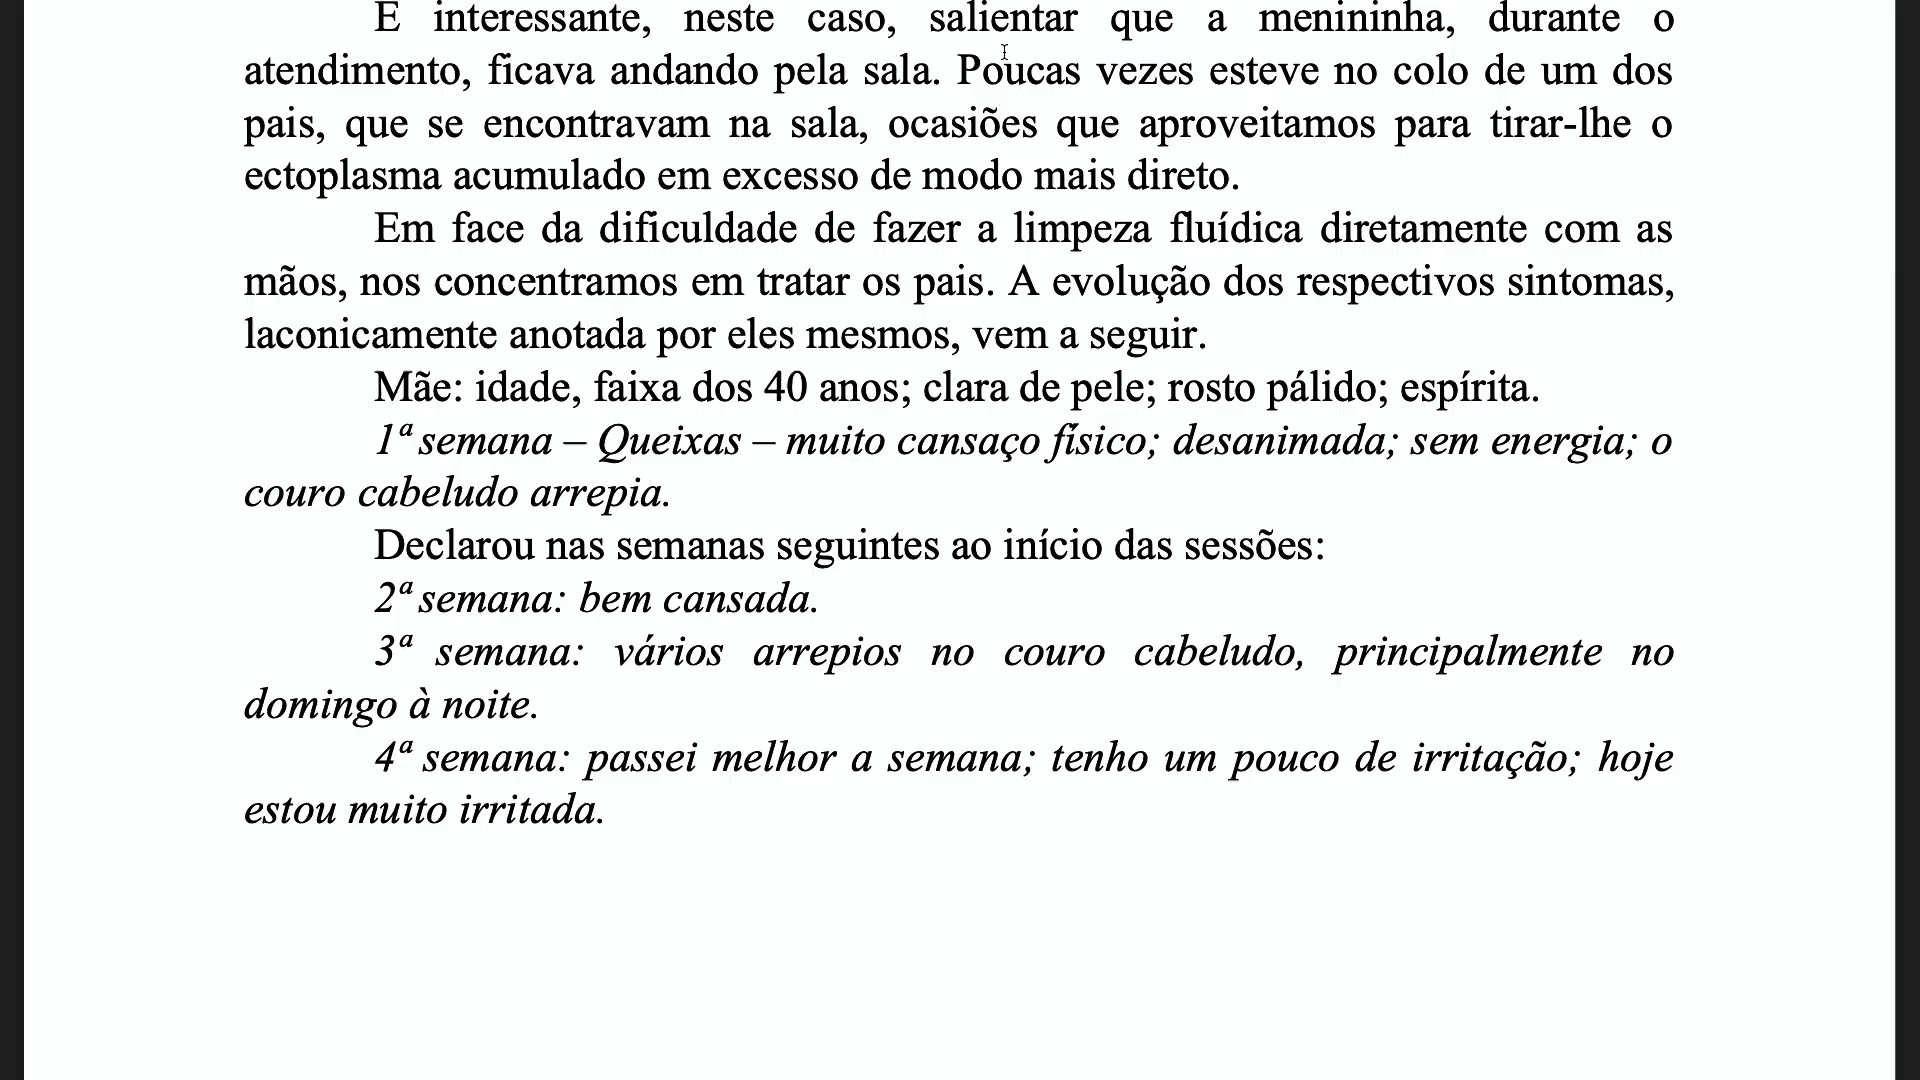 É interessante, neste caso, salientar que a menininha, durante o
atendimento, ficava andando pela sala. Poucas vezes esteve no colo de um dos
pais, que se encontravam na sala, ocasiões que aproveitamos para tirar-lhe o
ectoplasma acumulado em excesso de modo mais direto.
Em face da dificuldade de fazer a limpeza fluídica diretamente com as
mãos, nos concentramos em tratar os pais. A evolução dos respectivos sintomas,
laconicamente anotada por eles mesmos, vem a seguir.
Mãe: idade, faixa dos 40 anos; clara de pele; rosto pálido; espírita.
1ª semana – Queixas – muito cansaço físico; desanimada; sem energia; o
couro cabeludo arrepia.
Declarou nas semanas seguintes ao início das sessões:
2ª semana: bem cansada.
3ª semana: vários arrepios no couro cabeludo, principalmente no
domingo à noite.
4ª semana: passei melhor a semana; tenho um pouco de irritação; hoje
estou muito irritada.